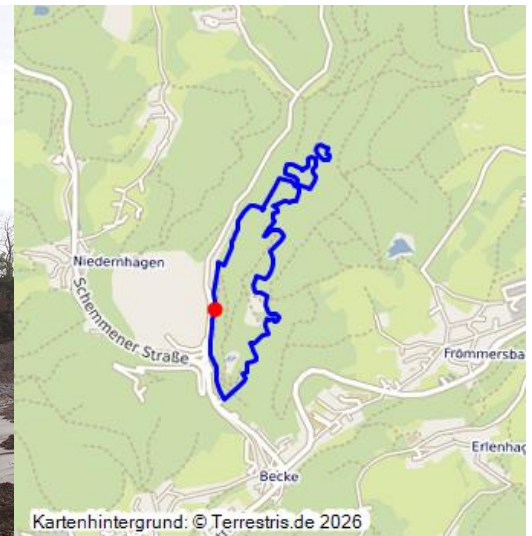 Niedernhagen
Schemmener Straße
Frömmersba
Erlenhag
Becke
Kartenhintergrund: © Terrestris.de 2026